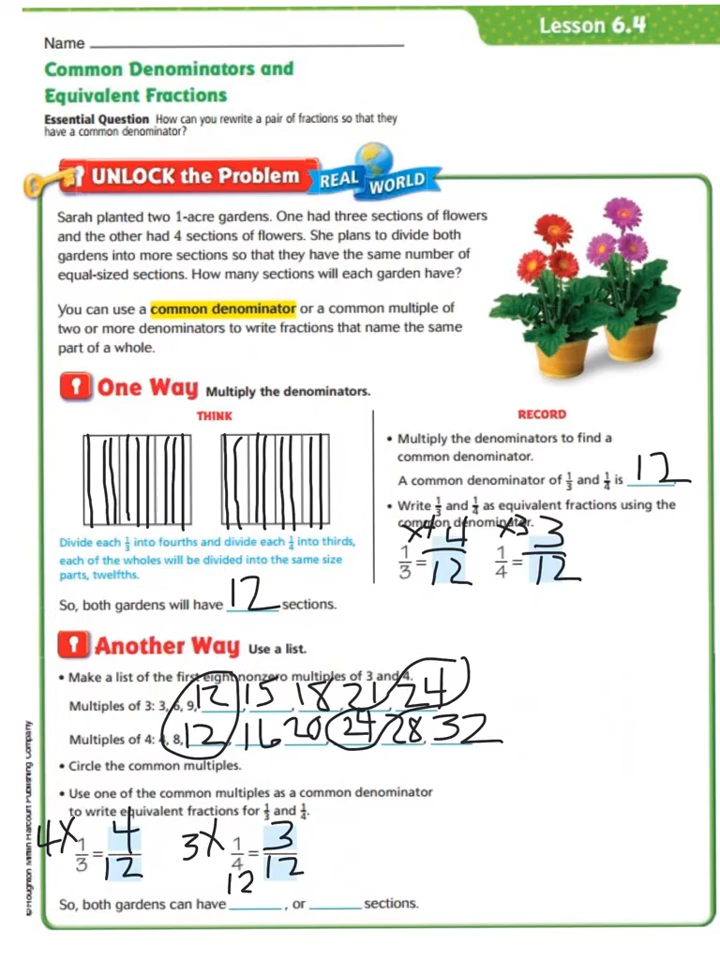 Lesson 6.4
Name
Common Denominators and
Equivalent Fractions
Essential Question How can you rewrite a pair of fractions so that they
have a common denominator?
UNLOCK the Problem REAL WORLD
Sarah planted two 1-acre gardens. One had three sections of flowers
and the other had 4 sections of flowers. She plans to divide both
gardens into more sections so that they have the same number of
equal-sized sections. How many sections will each garden have?
You can use a common denominator or a common multiple of
two or more denominators to write fractions that name the same
part of a whole.
One Way Multiply the denominators.
THINK
Divide each 1/3 into fourths and divide each 1/4 into thirds,
each of the wholes will be divided into the same size
parts, twelfths.
So, both gardens will have 12 sections.
RECORD
• Multiply the denominators to find a
common denominator.
A common denominator of 1/3 and 1/4 is 12
• Write 1/3 and 1/4 as equivalent fractions using the
common denominator.
x4 x3
1/3 = 4/12 1/4 = 3/12
Another Way Use a list.
• Make a list of the first eight nonzero multiples of 3 and 4.
Multiples of 3: 3, 6, 9, 12, 15, 18, 21, 24
Multiples of 4: 4, 8, 12, 16, 20, 24, 28, 32
• Circle the common multiples.
• Use one of the common multiples as a common denominator
to write equivalent fractions for 1/3 and 1/4.
4x 1/3 = 4/12 3x 1/4 = 3/12
12
So, both gardens can have , or sections.
© Houghton Mifflin Harcourt Publishing Company